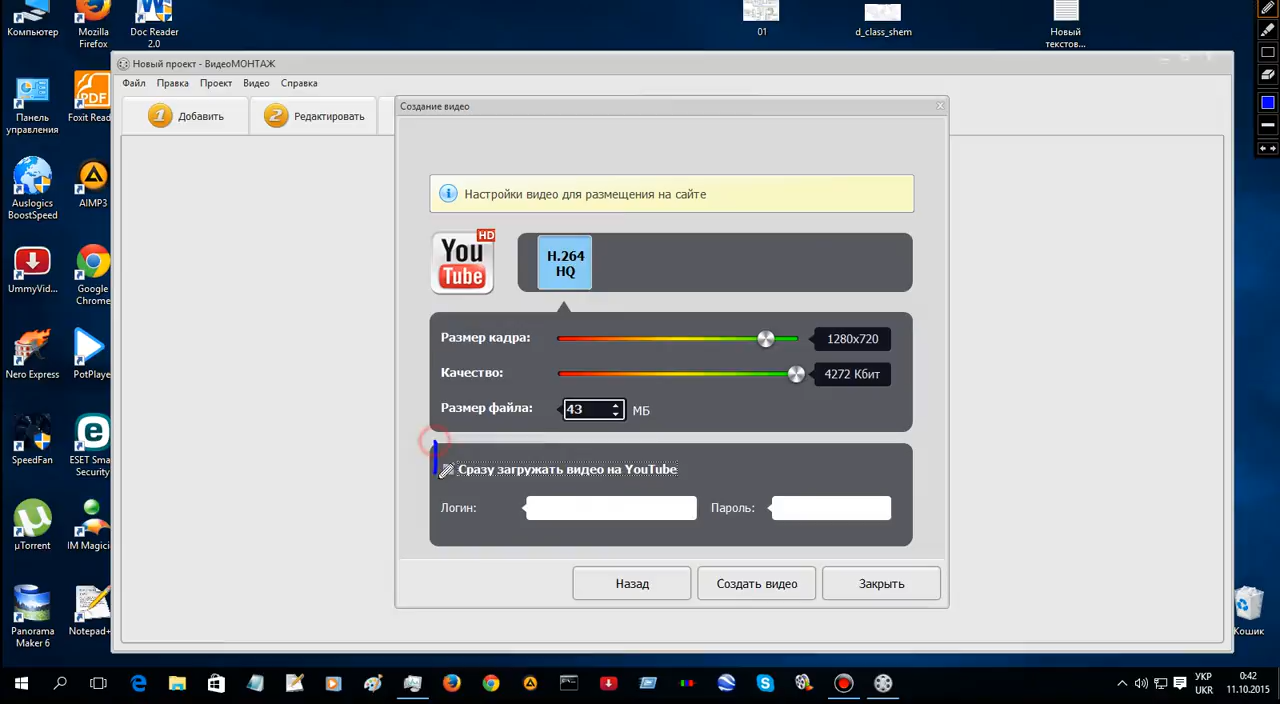 Компьютер
Mozilla
Firefox
Doc Reader
2.0
01
d_class_shem
Новый
текстов...
Новый проект - ВидеоМОНТАЖ
Файл Правка Проект Видео Справка
1 Добавить
2 Редактировать
Создание видео
Настройки видео для размещения на сайте
You
Tube
HD
H.264
HQ
Размер кадра:
1280x720
Качество:
4272 Кбит
Размер файла:
43
МБ
Сразу загружать видео на YouTube
Логин:
Пароль:
Назад
Создать видео
Закрыть
Панель
управления
PDF
Foxit Read
Auslogics
BoostSpeed
AIMP3
UmmyVid...
Google
Chrome
Nero Express
PotPlaye
SpeedFan
ESET Sma
Security
µTorrent
IM Magici
Panorama
Maker 6
Notepad+
Кошик
УКР
UKR
0:42
11.10.2015